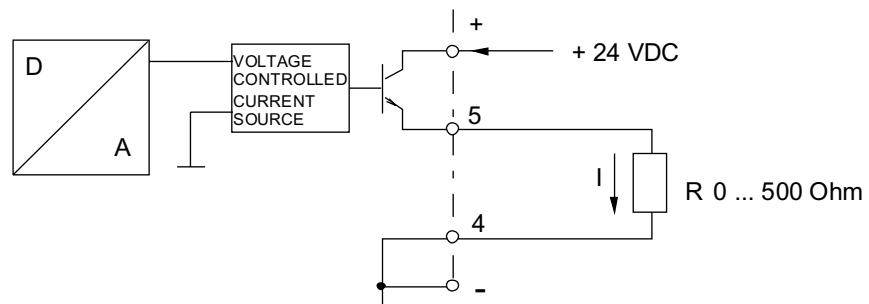 +
D
VOLTAGE
CONTROLLED
CURRENT
SOURCE
+ 24 VDC
A
5
I
R 0 ... 500 Ohm
4
-